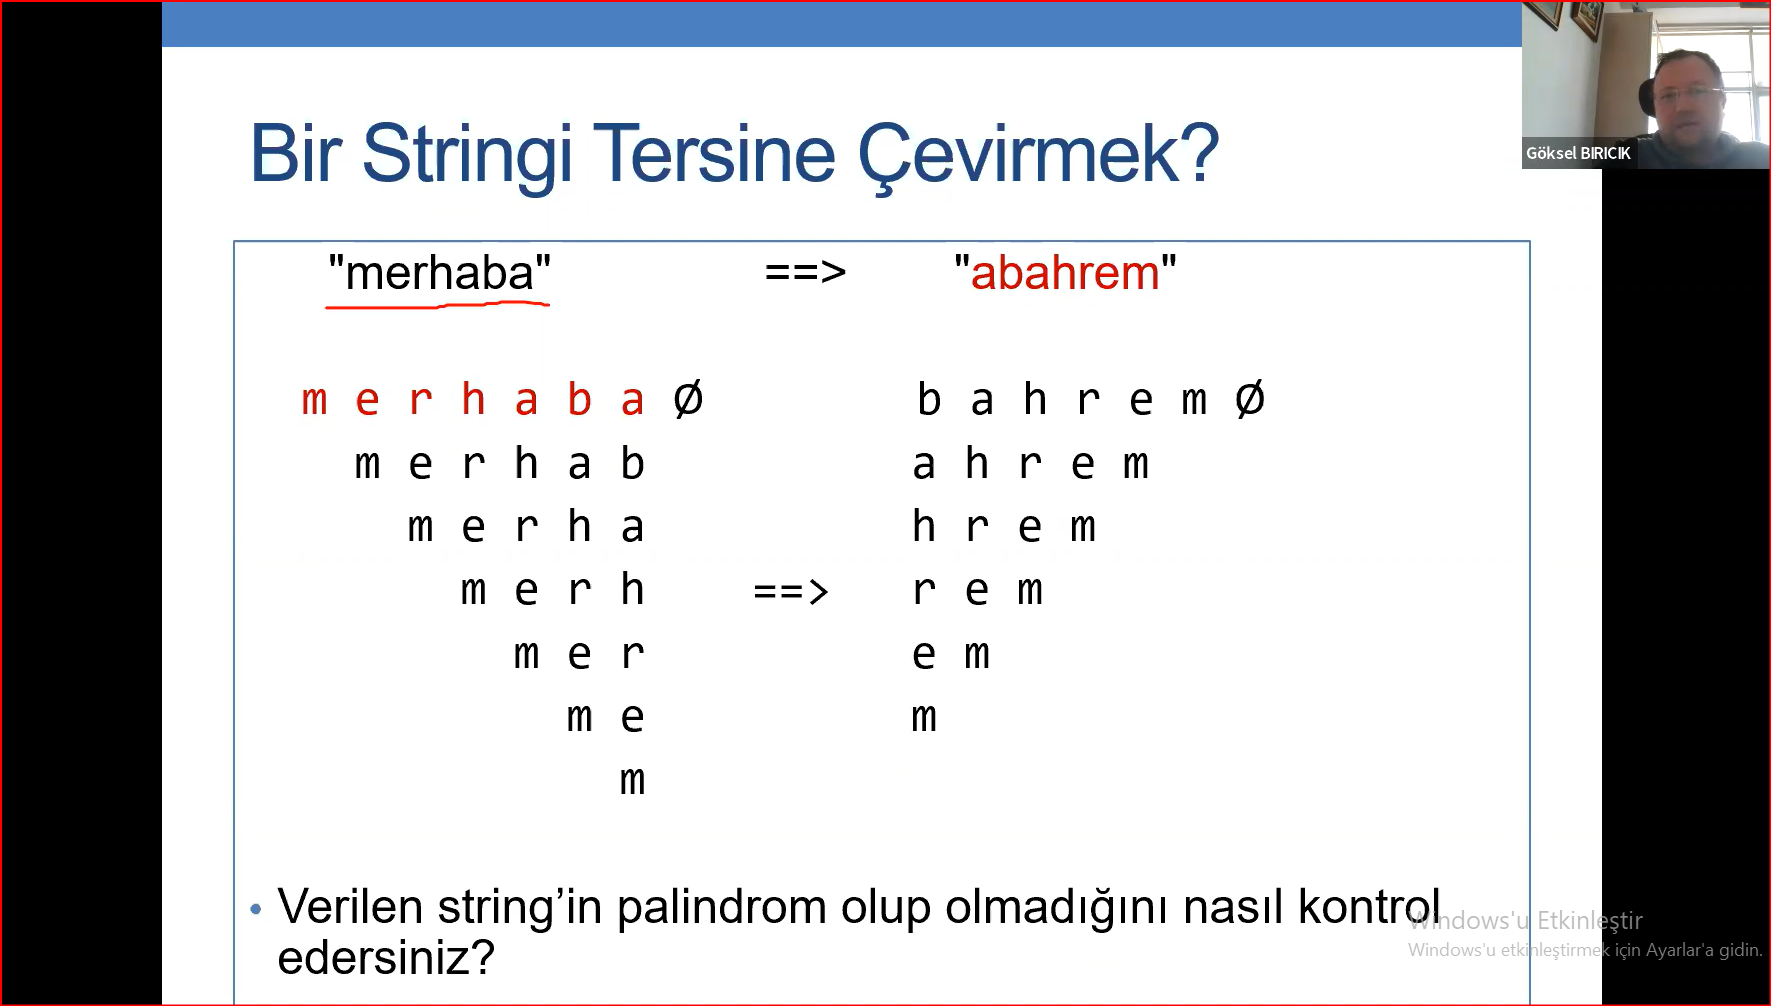 Bir Stringi Tersine Çevirmek?
Göksel BIRICIK
"merhaba" ==> "abahrem"
m e r h a b a Ø b a h r e m Ø
m e r h a b a h r e m
m e r h a h r e m
m e r h ==> r e m
m e r e m
m e m
m
• Verilen string’in palindrom olup olmadığını nasıl kontrol
edersiniz?
Windows'u Etkinleştir
Windows'u etkinleştirmek için Ayarlar'a gidin.